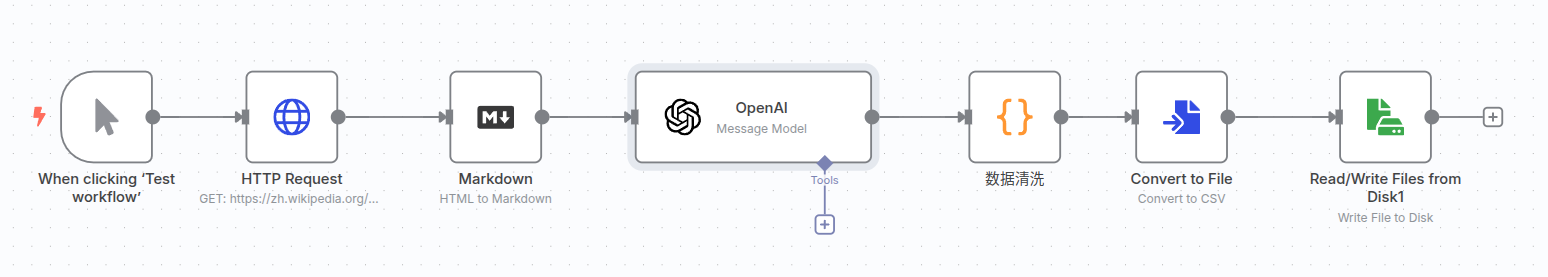 When clicking ‘Test
workflow’
HTTP Request
GET: https://zh.wikipedia.org/...
M
Markdown
HTML to Markdown
OpenAI
Message Model
Tools
{}
数据清洗
Convert to File
Convert to CSV
Read/Write Files from
Disk1
Write File to Disk